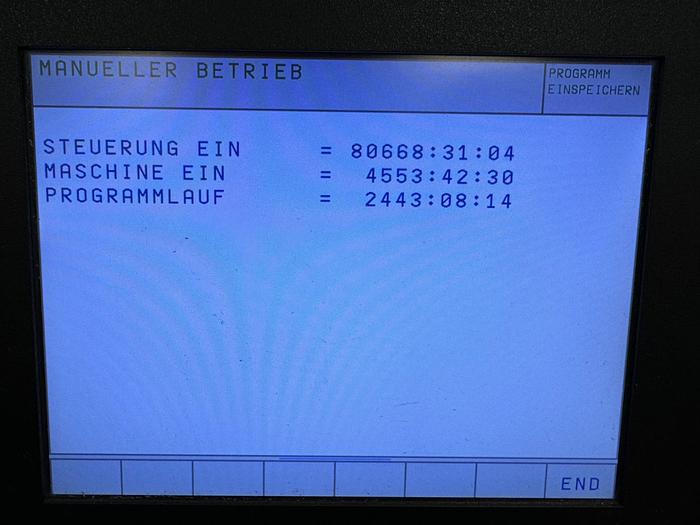 MANUELLER BETRIEB
PROGRAMM
EINSPEICHERN
STEUERUNG EIN = 80668:31:04
MASCHINE EIN = 4553:42:30
PROGRAMMLAUF = 2443:08:14
END